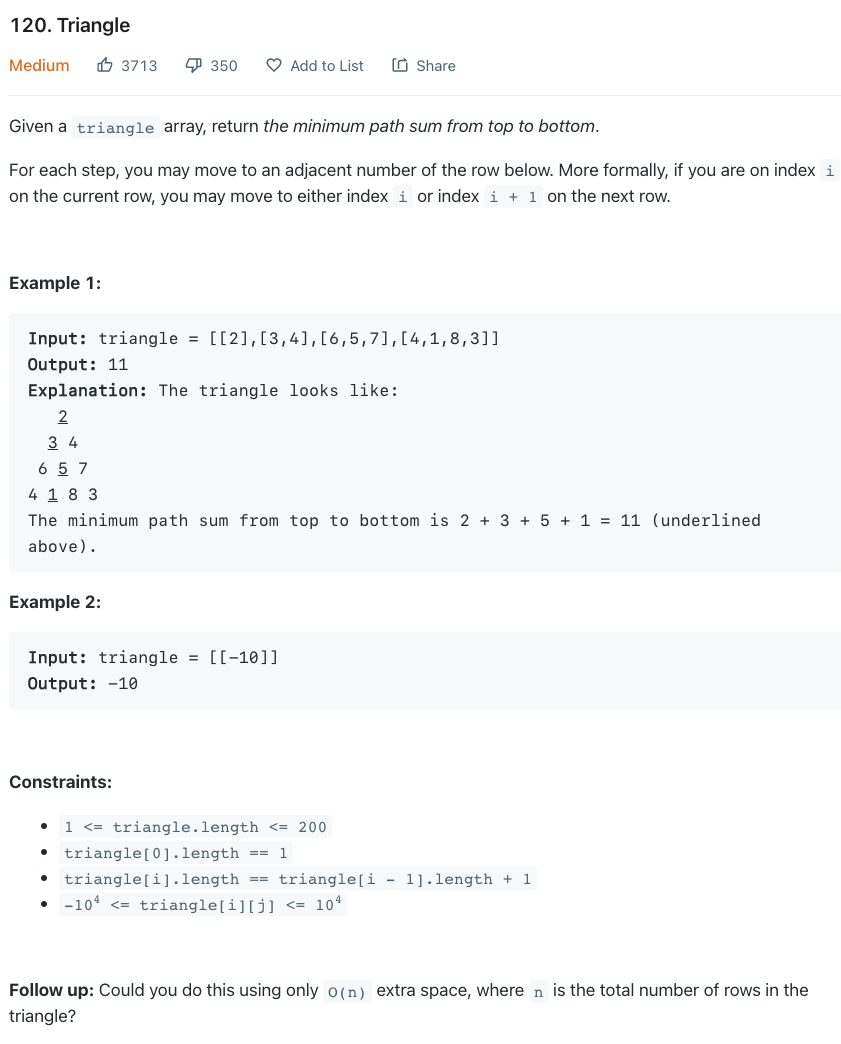 120. Triangle
Medium 3713 350 Add to List Share
Given a triangle array, return the minimum path sum from top to bottom.
For each step, you may move to an adjacent number of the row below. More formally, if you are on index i
on the current row, you may move to either index i or index i + 1 on the next row.
Example 1:
Input: triangle = [[2],[3,4],[6,5,7],[4,1,8,3]]
Output: 11
Explanation: The triangle looks like:
   2
  3 4
 6 5 7
4 1 8 3
The minimum path sum from top to bottom is 2 + 3 + 5 + 1 = 11 (underlined
above).
Example 2:
Input: triangle = [[-10]]
Output: -10
Constraints:
• 1 <= triangle.length <= 200
• triangle[0].length == 1
• triangle[i].length == triangle[i - 1].length + 1
• -10⁴ <= triangle[i][j] <= 10⁴
Follow up: Could you do this using only O(n) extra space, where n is the total number of rows in the
triangle?